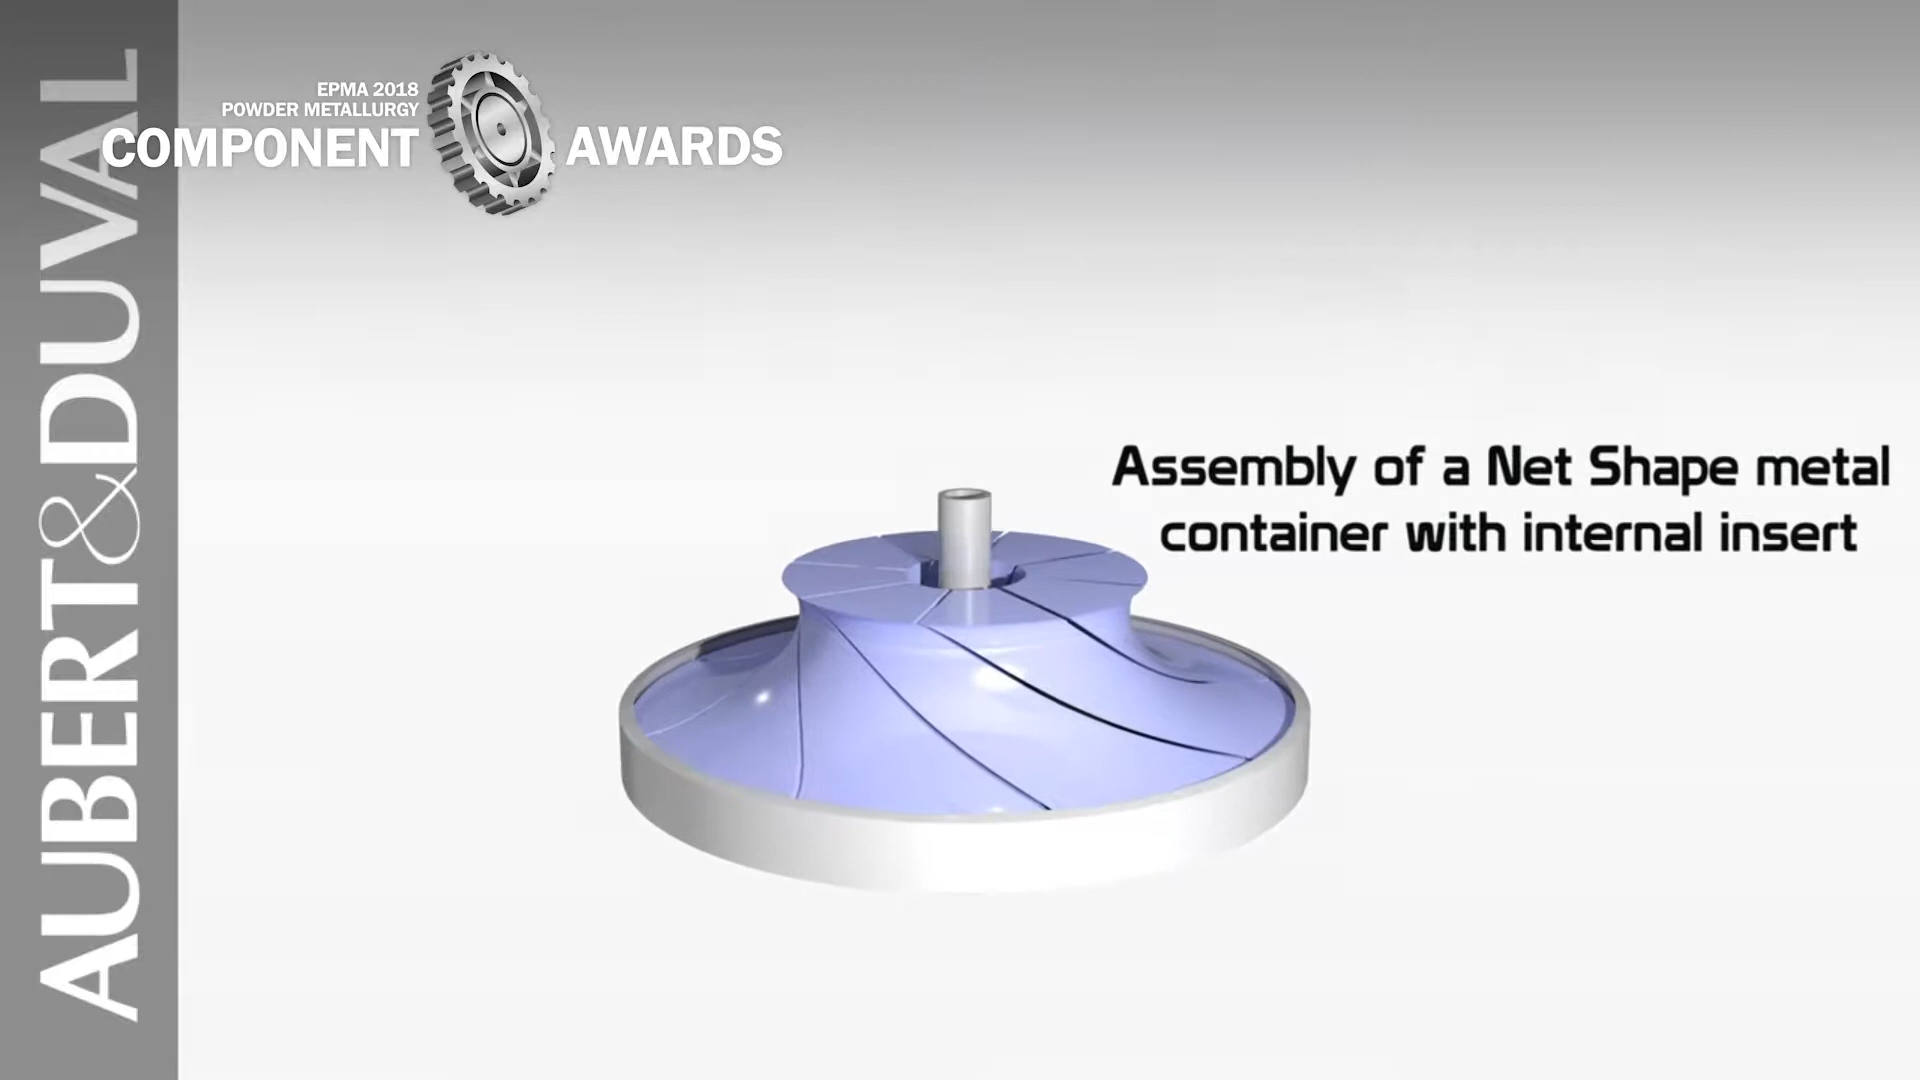 AUBERT&DUVAL
EPMA 2018
POWDER METALLURGY
COMPONENT AWARDS
Assembly of a Net Shape metal
container with internal insert